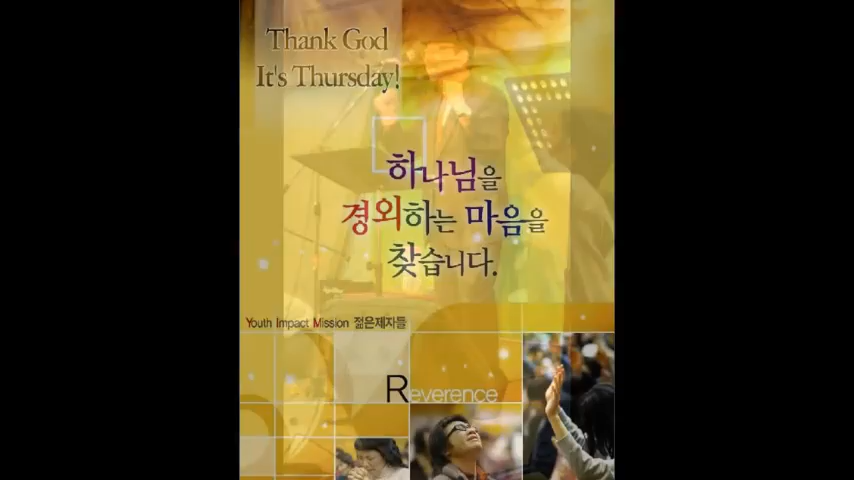 Thank God
It's Thursday!
하나님을
경외하는 마음을
찾습니다.
Youth Impact Mission 젊은제자들
Reverence